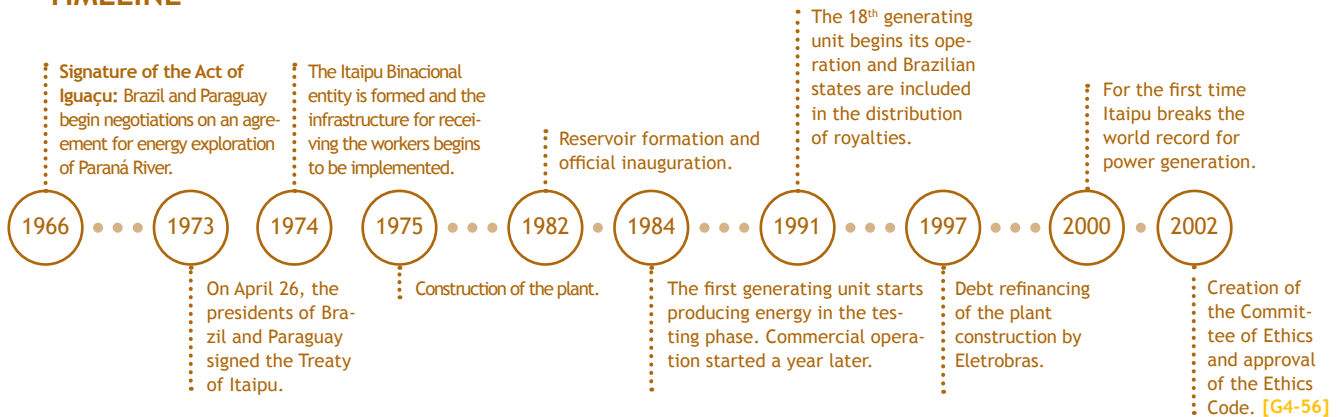 TIMELINE
Signature of the Act of
Iguaçu: Brazil and Paraguay
begin negotiations on an agre-
ement for energy exploration
of Paraná River.
The Itaipu Binacional
entity is formed and the
infrastructure for recei-
ving the workers begins
to be implemented.
Reservoir formation and
official inauguration.
The 18th generating
unit begins its ope-
ration and Brazilian
states are included
in the distribution
of royalties.
For the first time
Itaipu breaks the
world record for
power generation.
1966 1973 1974 1975 1982 1984 1991 1997 2000 2002
On April 26, the
presidents of Bra-
zil and Paraguay
signed the Treaty
of Itaipu.
Construction of the plant.
The first generating unit starts
producing energy in the tes-
ting phase. Commercial opera-
tion started a year later.
Debt refinancing
of the plant
construction by
Eletrobras.
Creation of
the Commit-
tee of Ethics
and approval
of the Ethics
Code. [G4-56]